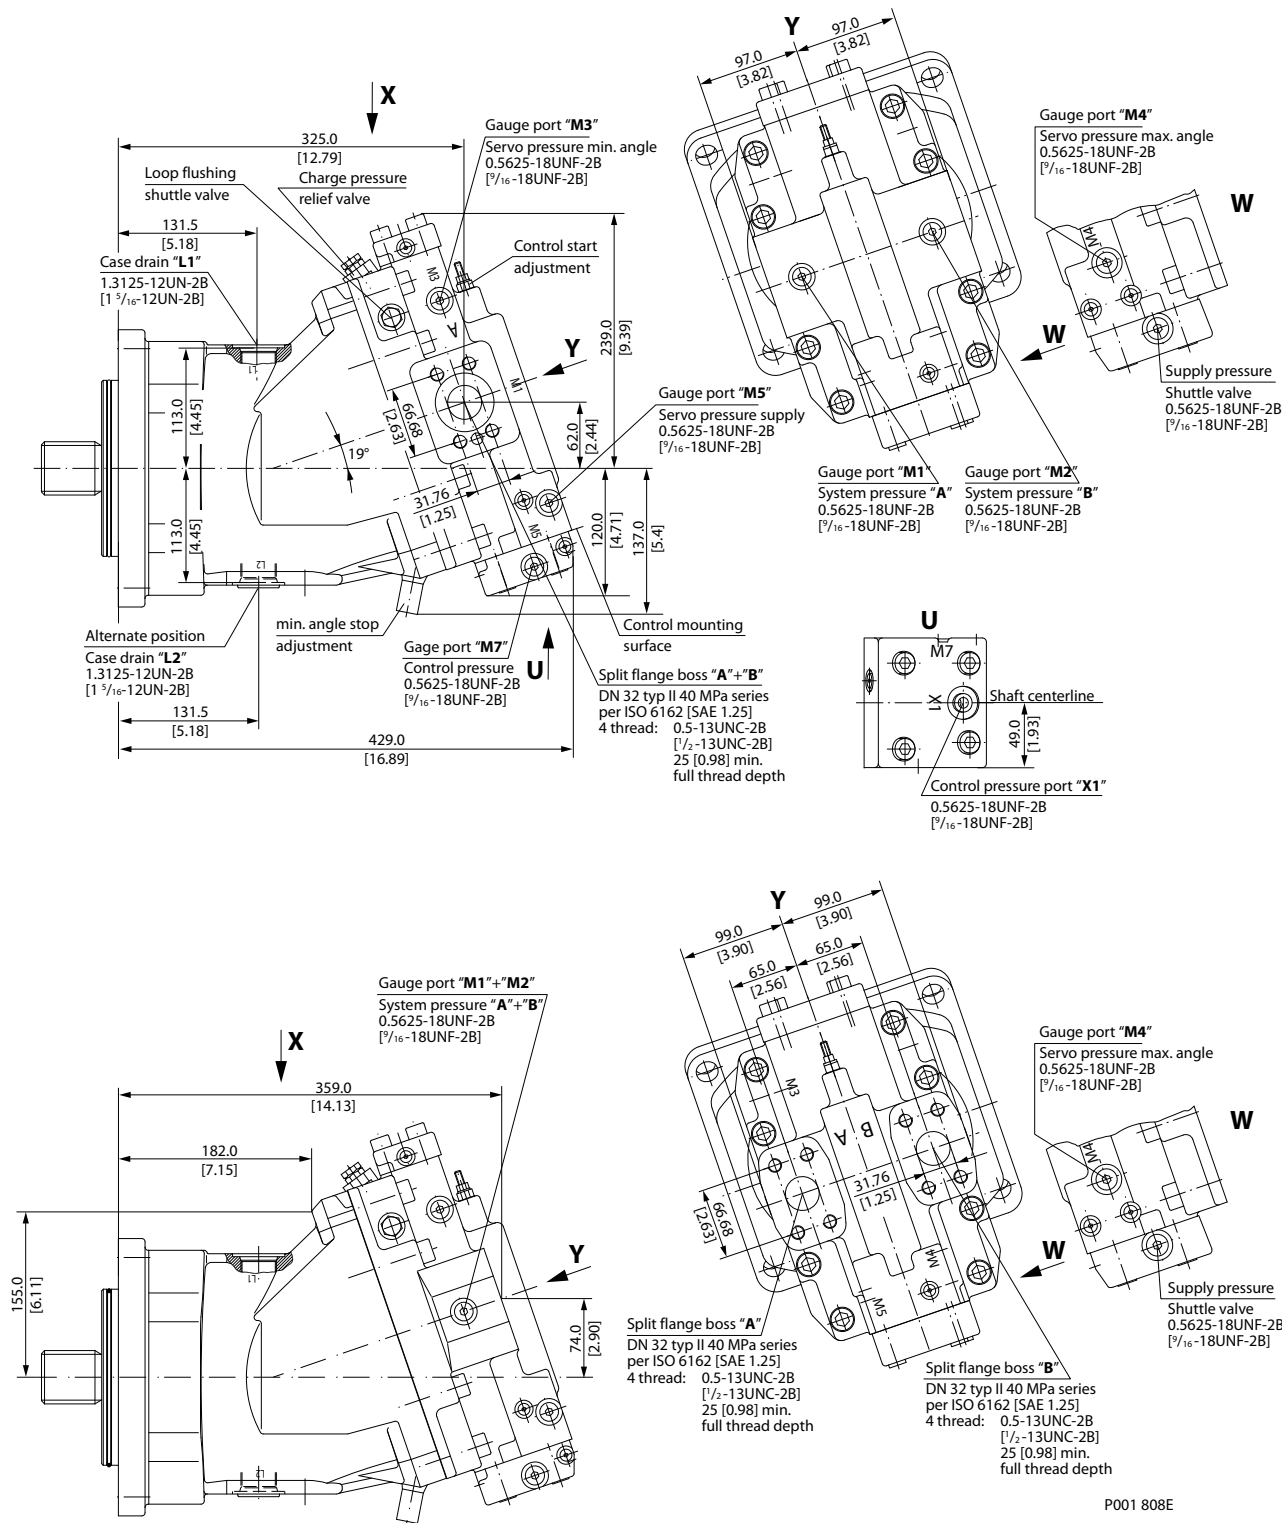 X
325.0
[12.79]
Loop flushing
shuttle valve
Charge pressure
relief valve
Gauge port “M3”
Servo pressure min. angle
0.5625-18UNF-2B
[9/16-18UNF-2B]
131.5
[5.18]
Case drain “L1”
1.3125-12UN-2B
[1 5/16-12UN-2B]
Control start
adjustment
M3
A
M1
Y
239.0
[9.39]
L1
113.0
[4.45]
66.68
[2.63]
62.0
[2.44]
19°
Gauge port “M5”
Servo pressure supply
0.5625-18UNF-2B
[9/16-18UNF-2B]
31.76
[1.25]
113.0
[4.45]
120.0
[4.71]
137.0
[5.4]
M5
L2
Alternate position
Case drain “L2”
1.3125-12UN-2B
[1 5/16-12UN-2B]
min. angle stop
adjustment
Gage port “M7”
Control pressure
0.5625-18UNF-2B
[9/16-18UNF-2B]
U
Control mounting
surface
Split flange boss “A”+”B”
DN 32 typ II 40 MPa series
per ISO 6162 [SAE 1.25]
4 thread: 0.5-13UNC-2B
[1/2-13UNC-2B]
25 [0.98] min.
full thread depth
131.5
[5.18]
429.0
[16.89]
Y
97.0
[3.82]
97.0
[3.82]
W
Gauge port “M1”
System pressure “A”
0.5625-18UNF-2B
[9/16-18UNF-2B]
Gauge port “M2”
System pressure “B”
0.5625-18UNF-2B
[9/16-18UNF-2B]
Gauge port “M4”
Servo pressure max. angle
0.5625-18UNF-2B
[9/16-18UNF-2B]
W
M4
Supply pressure
Shuttle valve
0.5625-18UNF-2B
[9/16-18UNF-2B]
U
M7
X1
Shaft centerline
49.0
[1.93]
Control pressure port “X1”
0.5625-18UNF-2B
[9/16-18UNF-2B]
Gauge port “M1”+”M2”
System pressure “A”+”B”
0.5625-18UNF-2B
[9/16-18UNF-2B]
X
359.0
[14.13]
182.0
[7.15]
155.0
[6.11]
L1
Y
74.0
[2.90]
L2
Y
99.0
[3.90]
99.0
[3.90]
65.0
[2.56]
65.0
[2.56]
M3
B A
31.76
[1.25]
66.68
[2.63]
M4
M5
W
Split flange boss “A”
DN 32 typ II 40 MPa series
per ISO 6162 [SAE 1.25]
4 thread: 0.5-13UNC-2B
[1/2-13UNC-2B]
25 [0.98] min.
full thread depth
Split flange boss “B”
DN 32 typ II 40 MPa series
per ISO 6162 [SAE 1.25]
4 thread: 0.5-13UNC-2B
[1/2-13UNC-2B]
25 [0.98] min.
full thread depth
Gauge port “M4”
Servo pressure max. angle
0.5625-18UNF-2B
[9/16-18UNF-2B]
W
M4
Supply pressure
Shuttle valve
0.5625-18UNF-2B
[9/16-18UNF-2B]
P001 808E